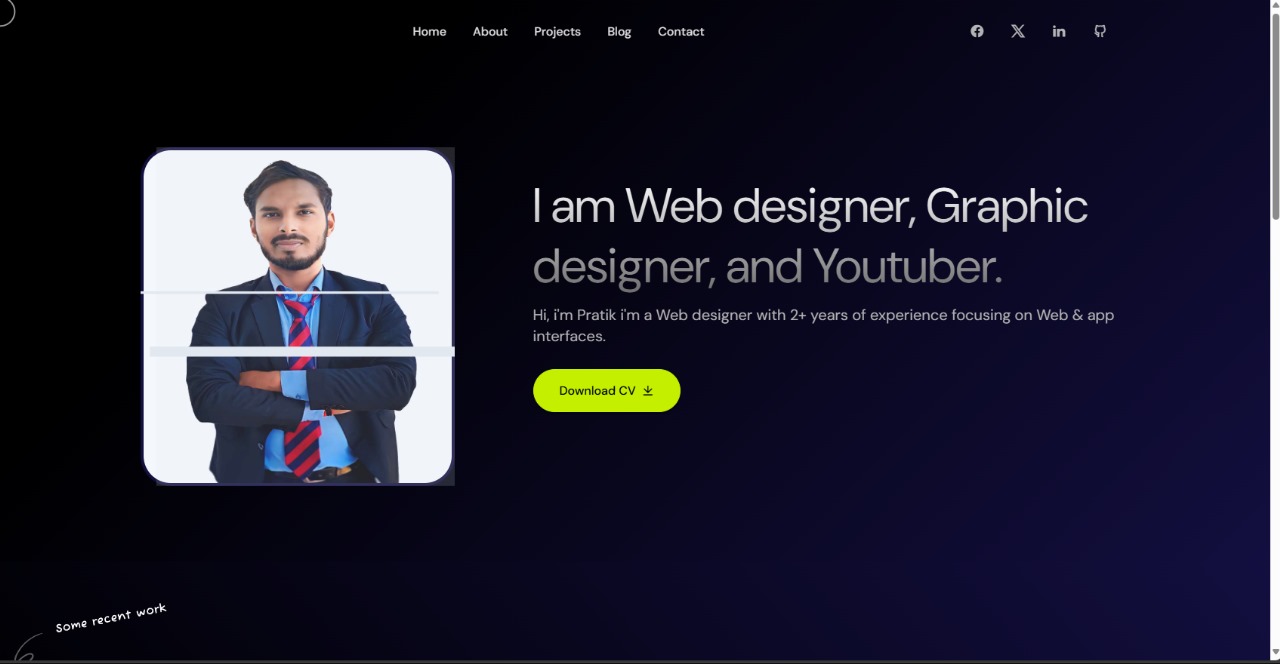 Home About Projects Blog Contact
I am Web designer, Graphic
designer, and Youtuber.
Hi, i'm Pratik i'm a Web designer with 2+ years of experience focusing on Web & app
interfaces.
Download CV
Some recent work